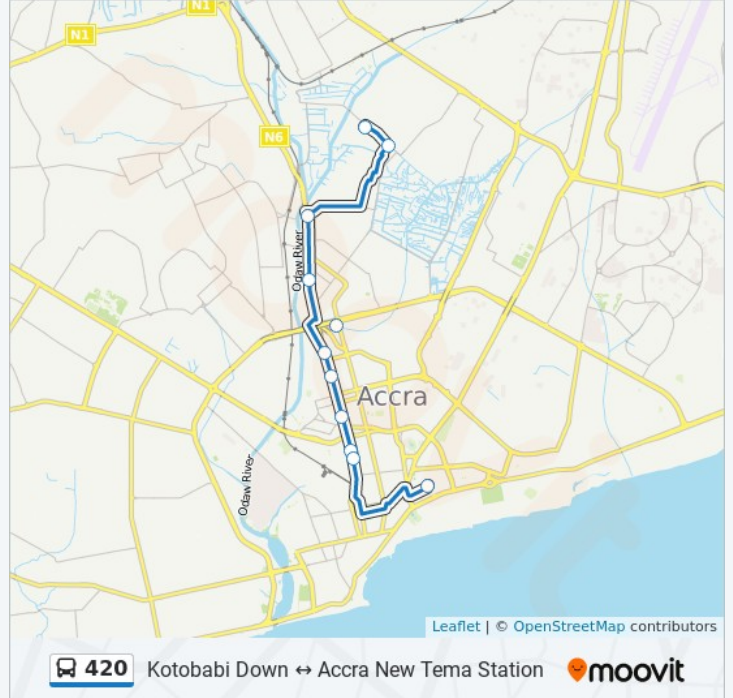 N1
N1
N6
Odaw River
Accra
Odaw River
Leaflet | © OpenStreetMap contributors
420 Kotobabi Down ↔ Accra New Tema Station moovit